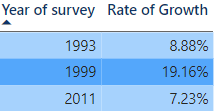 Year of survey Rate of Growth
1993 8.88%
1999 19.16%
2011 7.23%